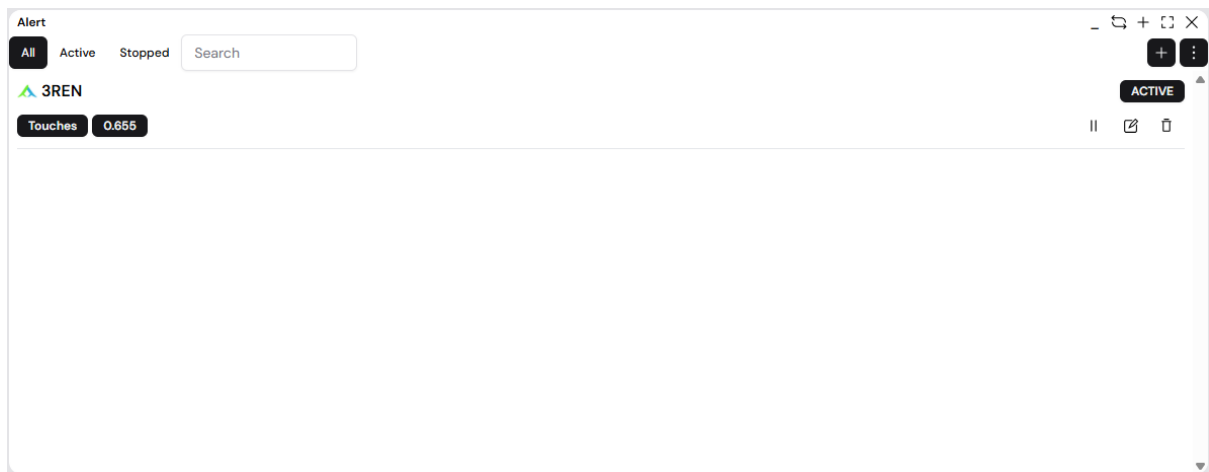 Alert
All Active Stopped Search
3REN ACTIVE
Touches 0.655